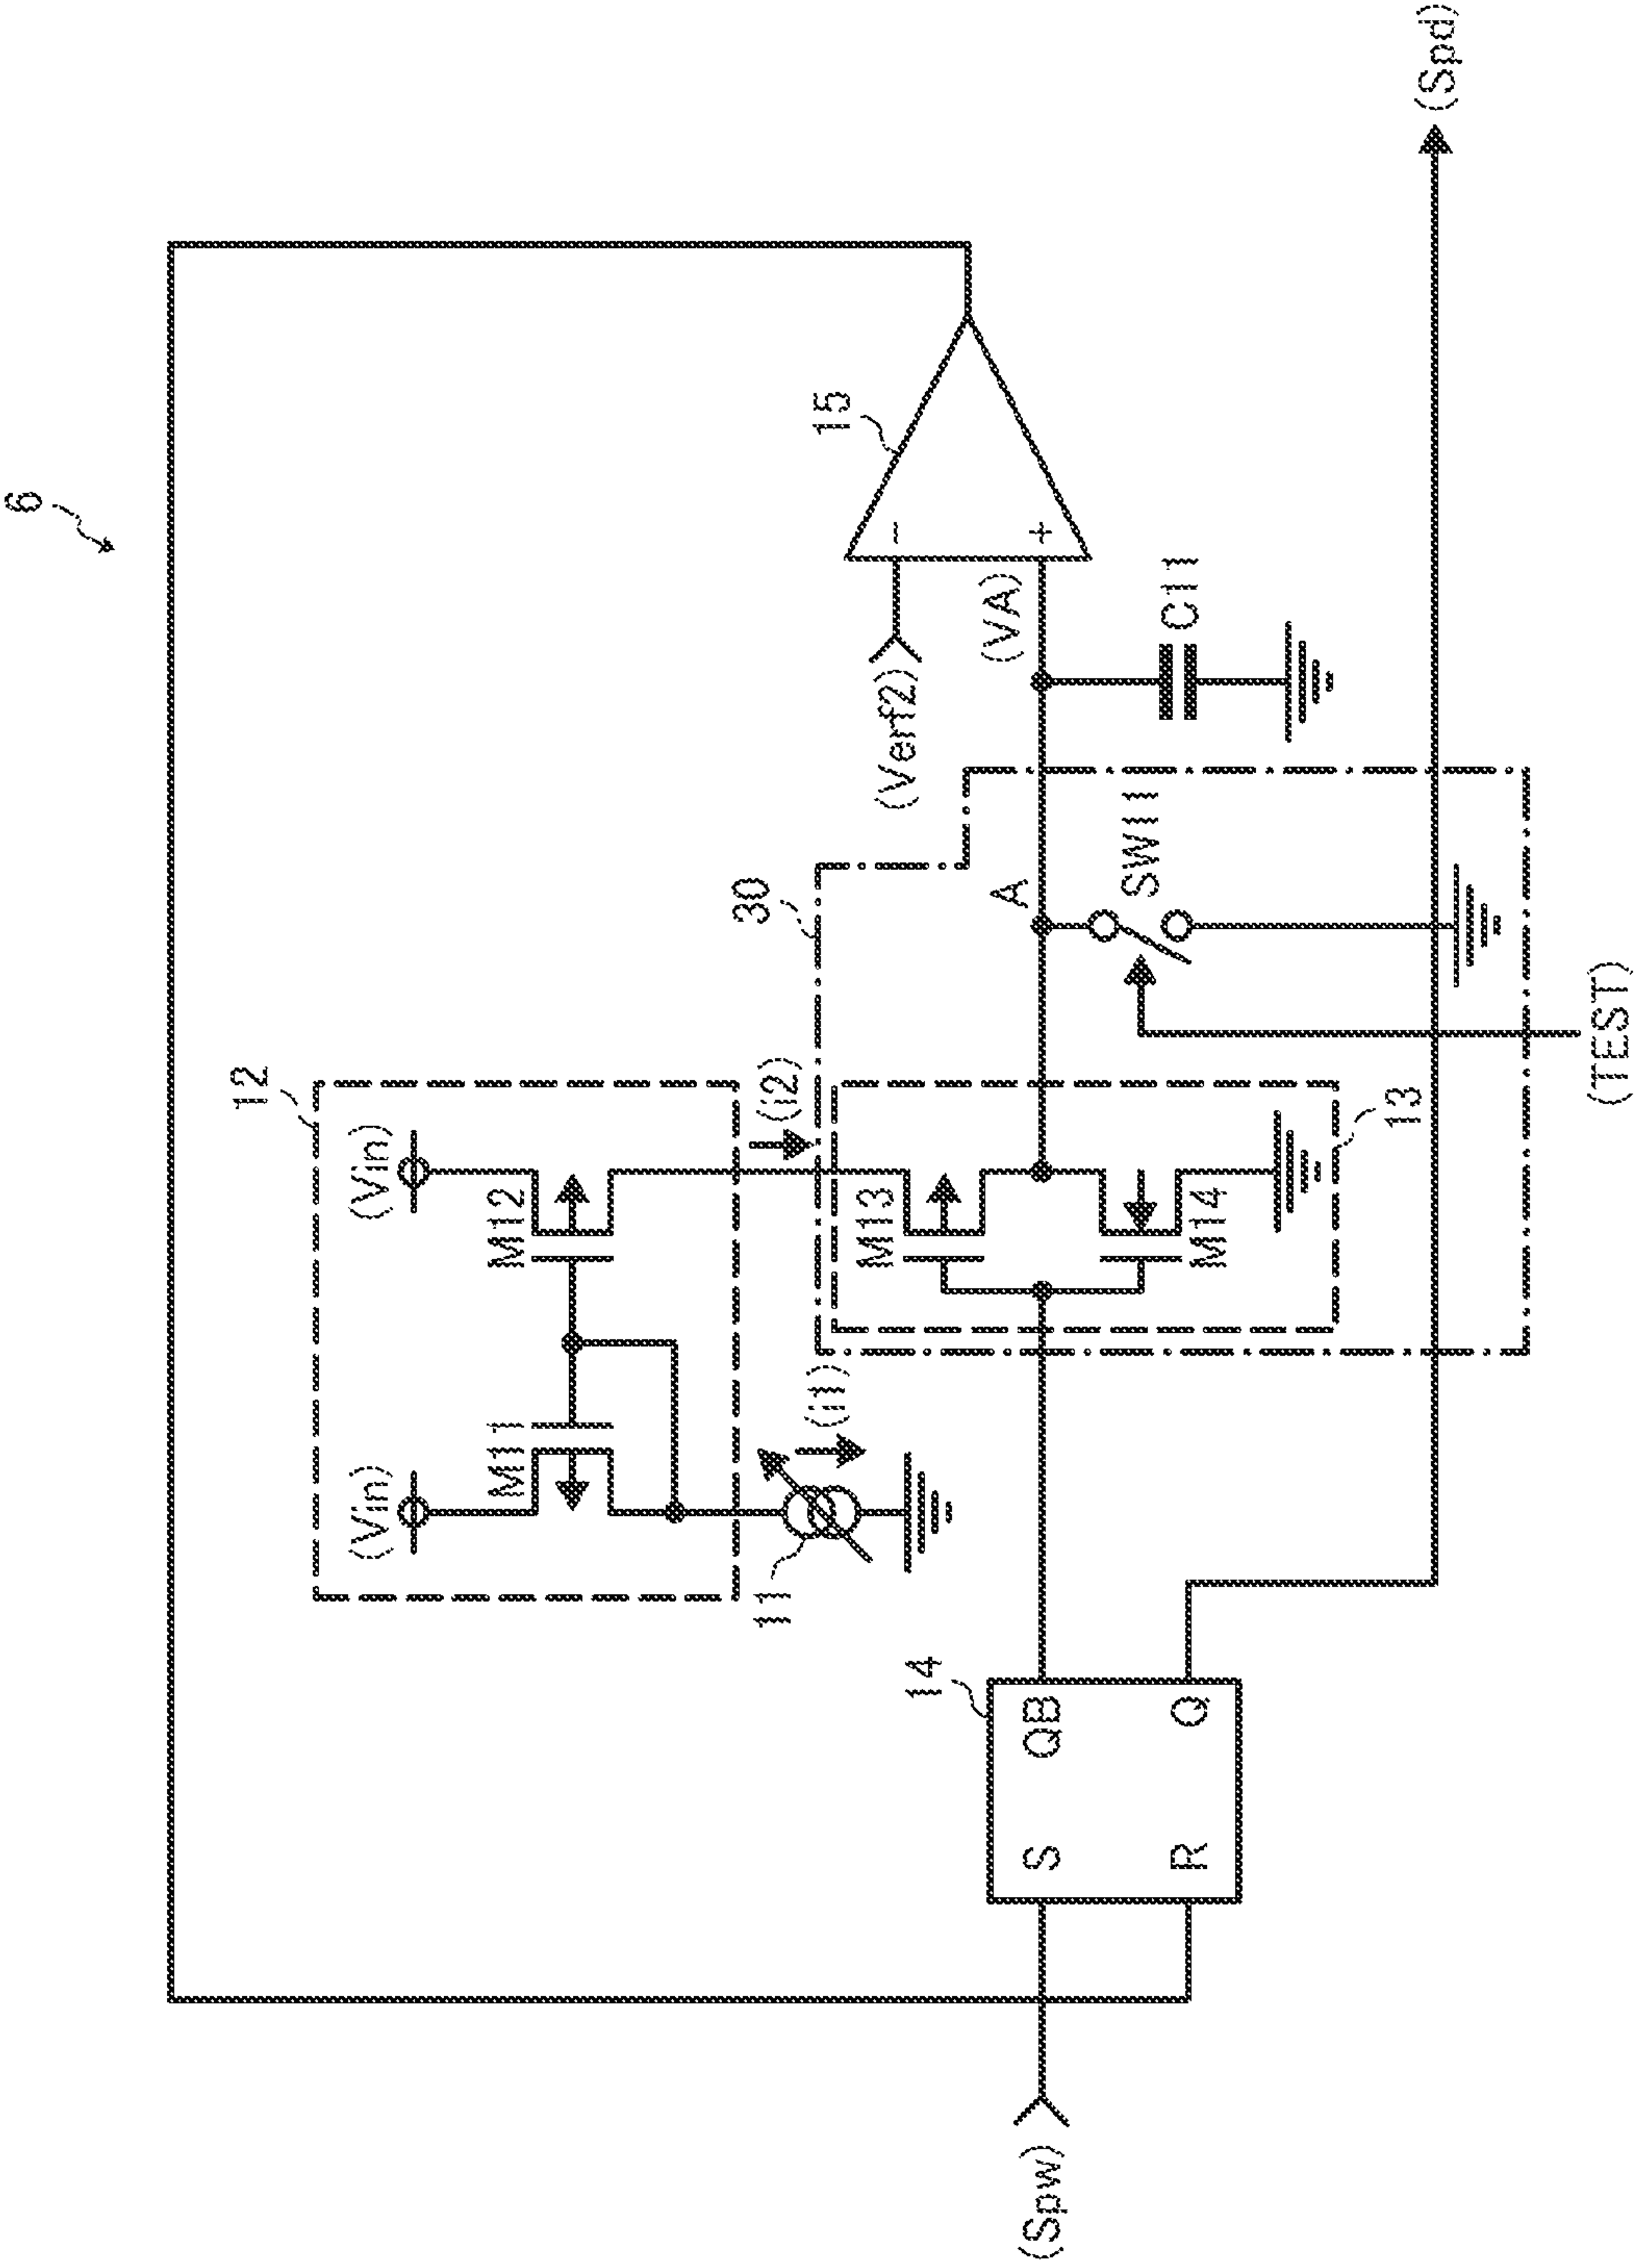 6
12
(Vin)
(Vin)
M11
M12
(i2)
11
(i1)
30
15
(Verf2)
(VA)
A
M13
M14
SW11
C11
13
14
S
QB
R
Q
(Spw)
(TEST)
(Spd)